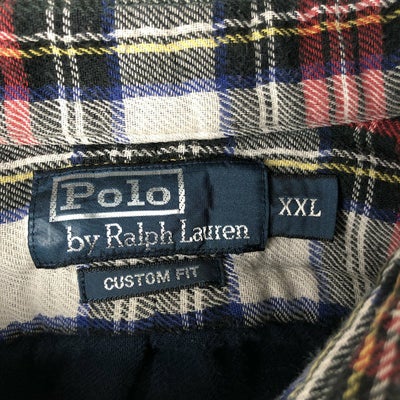 Polo
by Ralph Lauren
XXL
CUSTOM FIT